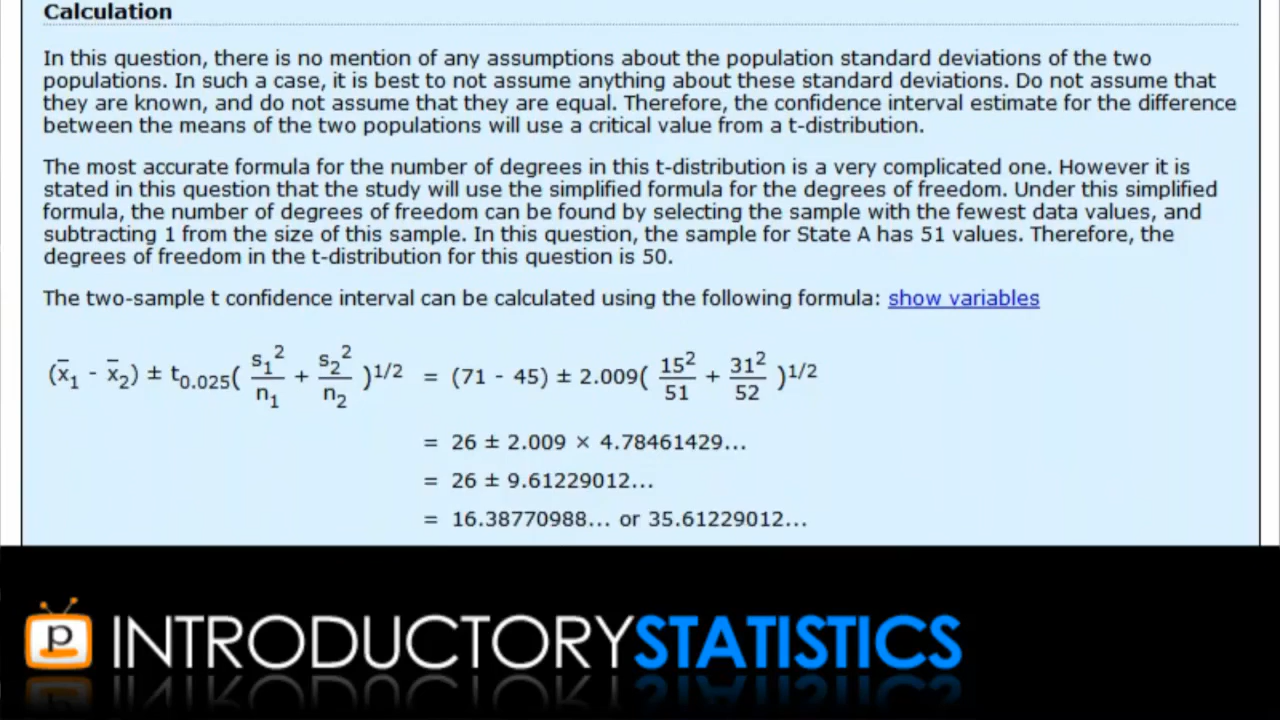 Calculation
In this question, there is no mention of any assumptions about the population standard deviations of the two
populations. In such a case, it is best to not assume anything about these standard deviations. Do not assume that
they are known, and do not assume that they are equal. Therefore, the confidence interval estimate for the difference
between the means of the two populations will use a critical value from a t-distribution.
The most accurate formula for the number of degrees in this t-distribution is a very complicated one. However it is
stated in this question that the study will use the simplified formula for the degrees of freedom. Under this simplified
formula, the number of degrees of freedom can be found by selecting the sample with the fewest data values, and
subtracting 1 from the size of this sample. In this question, the sample for State A has 51 values. Therefore, the
degrees of freedom in the t-distribution for this question is 50.
The two-sample t confidence interval can be calculated using the following formula: show variables
(x̄₁ - x̄₂) ± t₀.₀₂₅( s₁²/n₁ + s₂²/n₂ )^1/2 = (71 - 45) ± 2.009( 15²/51 + 31²/52 )^1/2
= 26 ± 2.009 × 4.78461429...
= 26 ± 9.61229012...
= 16.38770988... or 35.61229012...
p INTRODUCTORYSTATISTICS